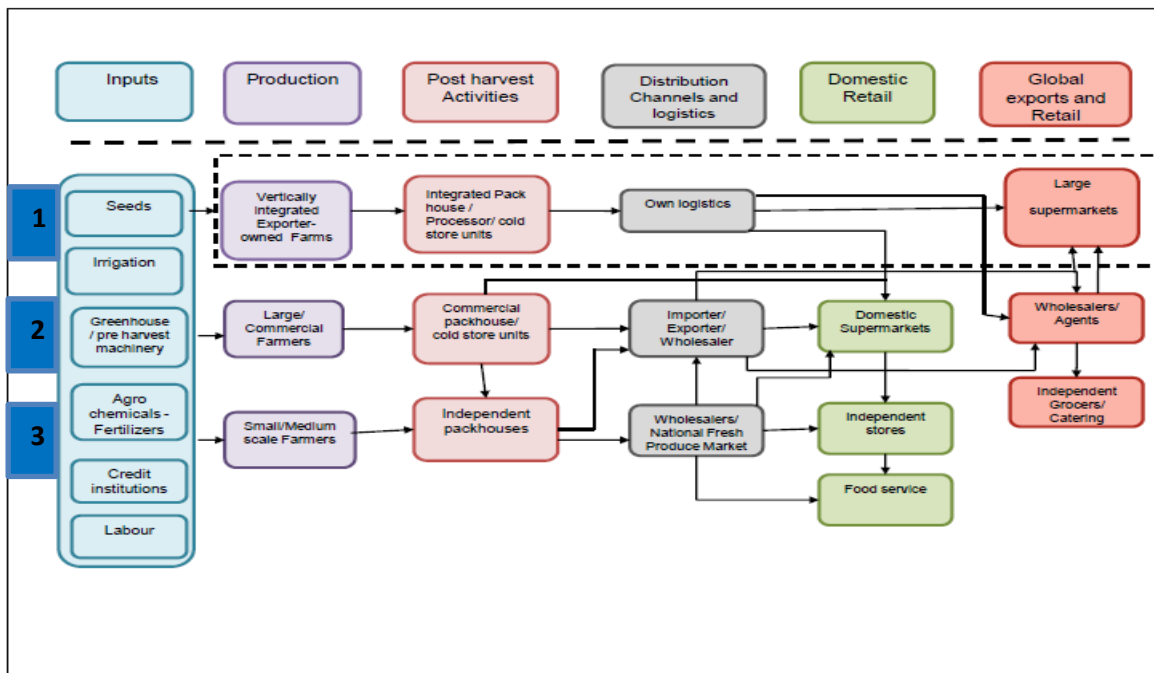 Inputs
Production
Post harvest
Activities
Distribution
Channels and
logistics
Domestic
Retail
Global
exports and
Retail
1
Seeds
Vertically
Integrated
Exporter-
owned Farms
Integrated Pack
house /
Processor/ cold
store units
Own logistics
Large
supermarkets
Irrigation
2
Greenhouse
/ pre harvest
machinery
Large/
Commercial
Farmers
Commercial
packhouse/
cold store units
Importer/
Exporter/
Wholesaler
Domestic
Supermarkets
Wholesalers/
Agents
3
Agro
chemicals -
Fertilizers
Small/Medium
scale Farmers
Independent
packhouses
Wholesalers/
National Fresh
Produce Market
Independent
stores
Independent
Grocers/
Catering
Credit
institutions
Food service
Labour